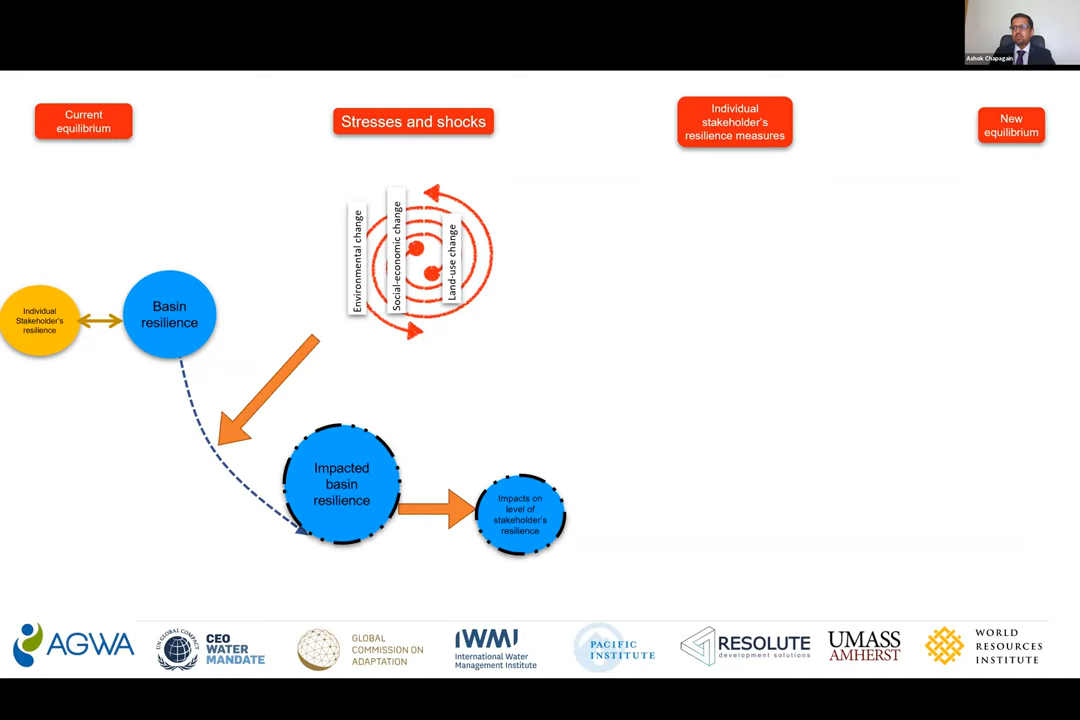 Ashok Chapagain
Current
equilibrium
Stresses and shocks
Individual
stakeholder's
resilience measures
New
equilibrium
Environmental change
Social-economic change
Land-use change
Individual
Stakeholder's
resilience
Basin
resilience
Impacted
basin
resilience
Impacts on
level of
stakeholder's
resilience
AGWA
UN GLOBAL COMPACT
CEO
WATER
MANDATE
GLOBAL
COMMISSION ON
ADAPTATION
IWMI
International Water
Management Institute
PACIFIC
INSTITUTE
RESOLUTE
development solutions
UMASS
AMHERST
WORLD
RESOURCES
INSTITUTE